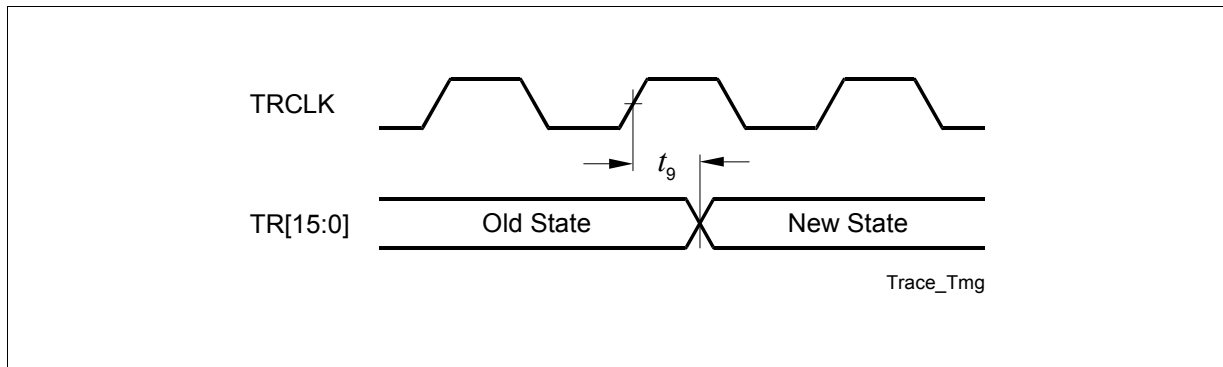 TRCLK
t9
TR[15:0] Old State New State
Trace_Tmg